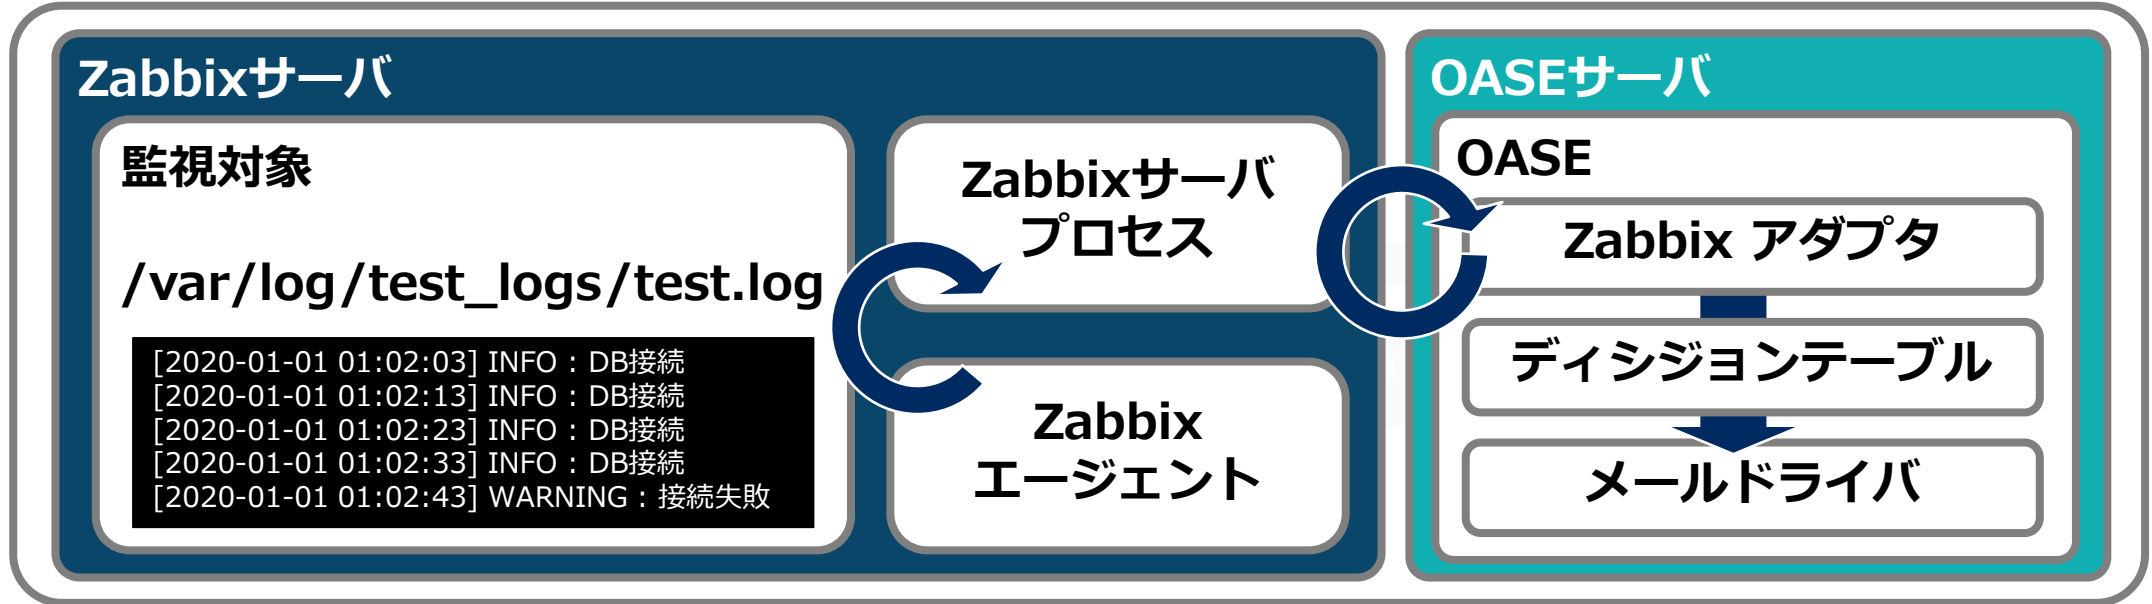 Zabbixサーバ
監視対象
/var/log/test_logs/test.log
[2020-01-01 01:02:03] INFO : DB接続
[2020-01-01 01:02:13] INFO : DB接続
[2020-01-01 01:02:23] INFO : DB接続
[2020-01-01 01:02:33] INFO : DB接続
[2020-01-01 01:02:43] WARNING : 接続失敗
Zabbixサーバ
プロセス
Zabbix
エージェント
OASEサーバ
OASE
Zabbix アダプタ
ディシジョンテーブル
メールドライバ